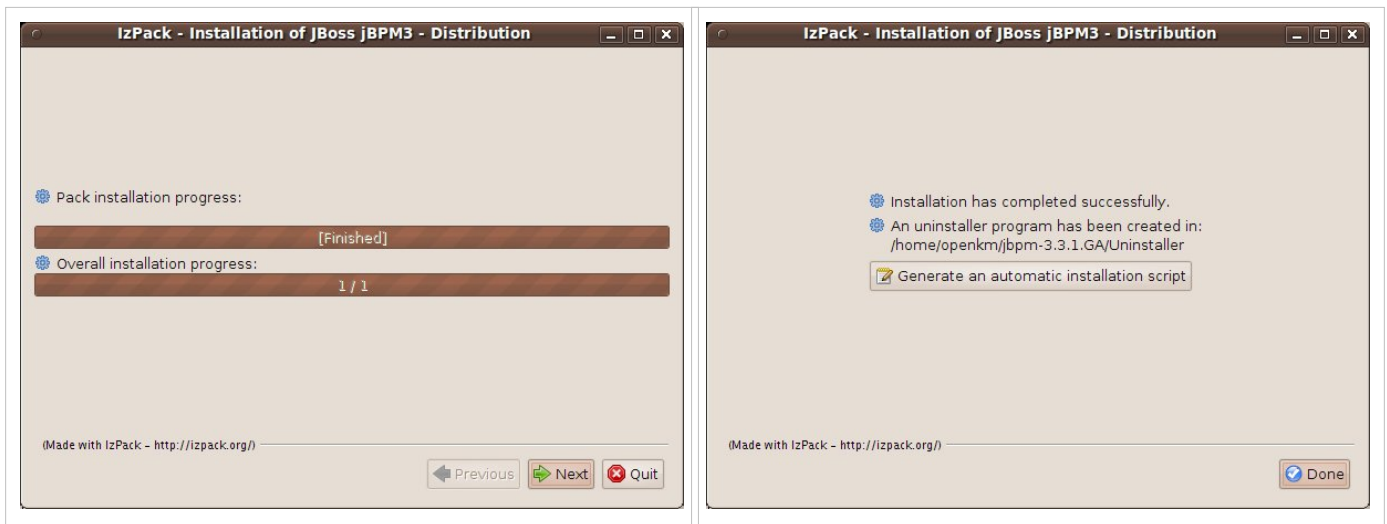 IzPack - Installation of JBoss jBPM3 - Distribution
Pack installation progress:
[Finished]
Overall installation progress:
1 / 1
(Made with IzPack - http://izpack.org/)
Previous
Next
Quit
IzPack - Installation of JBoss jBPM3 - Distribution
Installation has completed successfully.
An uninstaller program has been created in:
/home/openkm/jbpm-3.3.1.GA/Uninstaller
Generate an automatic installation script
(Made with IzPack - http://izpack.org/)
Done